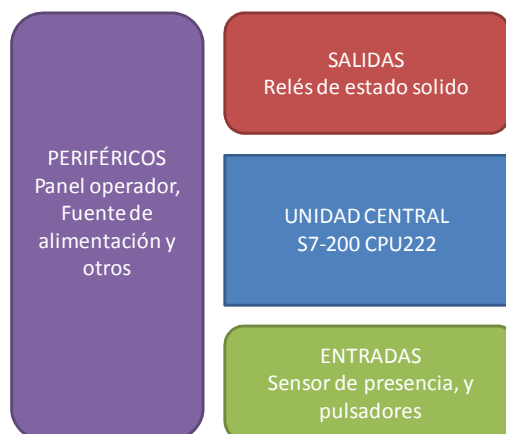 PERIFÉRICOS
Panel operador,
Fuente de
alimentación y
otros
SALIDAS
Relés de estado solido
UNIDAD CENTRAL
S7-200 CPU222
ENTRADAS
Sensor de presencia, y
pulsadores